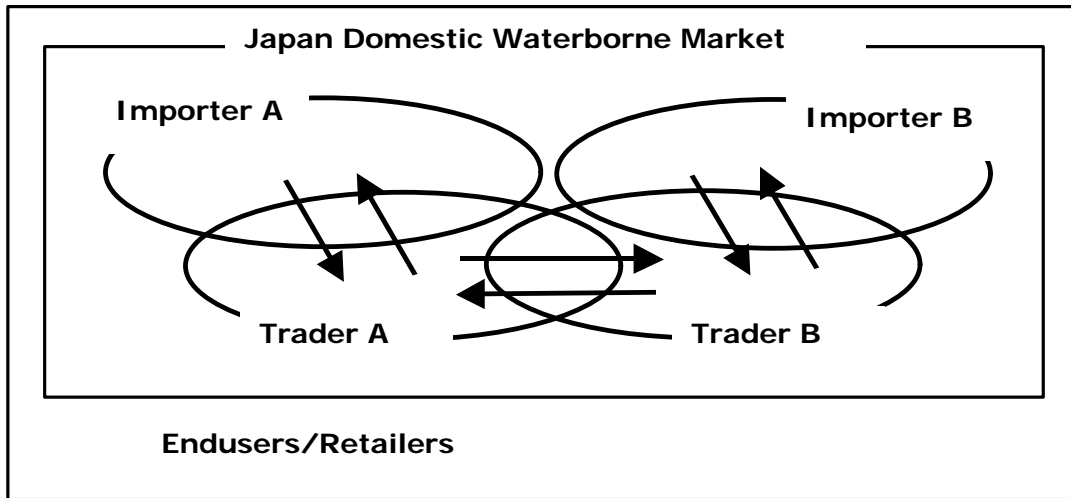 Japan Domestic Waterborne Market
Importer A
Importer B
Trader A
Trader B
Endusers/Retailers